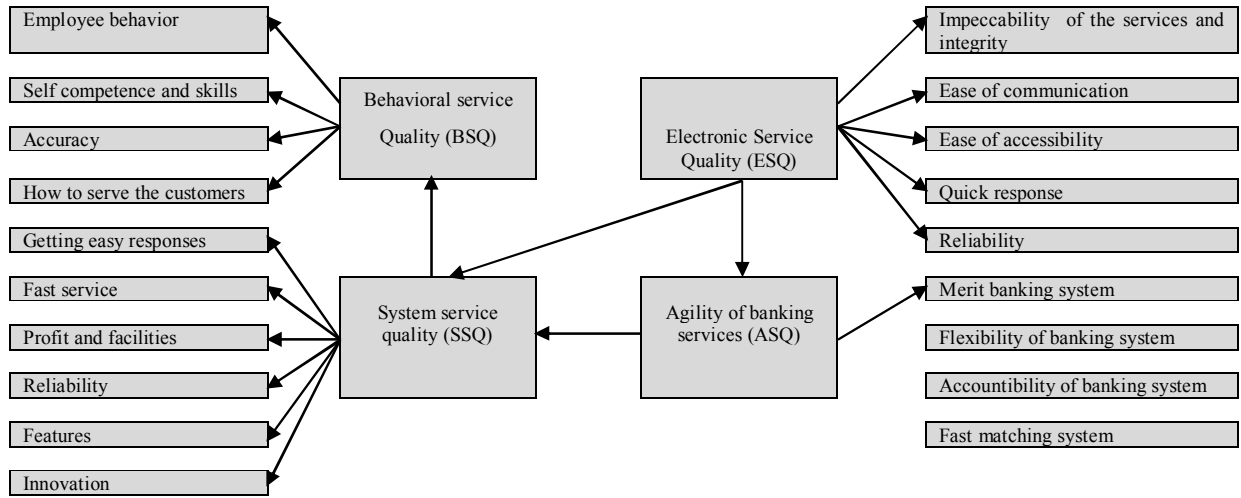 Employee behavior
Self competence and skills
Accuracy
How to serve the customers
Getting easy responses
Fast service
Profit and facilities
Reliability
Features
Innovation
Behavioral service
Quality (BSQ)
System service
quality (SSQ)
Electronic Service
Quality (ESQ)
Agility of banking
services (ASQ)
Impeccability of the services and
integrity
Ease of communication
Ease of accessibility
Quick response
Reliability
Merit banking system
Flexibility of banking system
Accountibility of banking system
Fast matching system